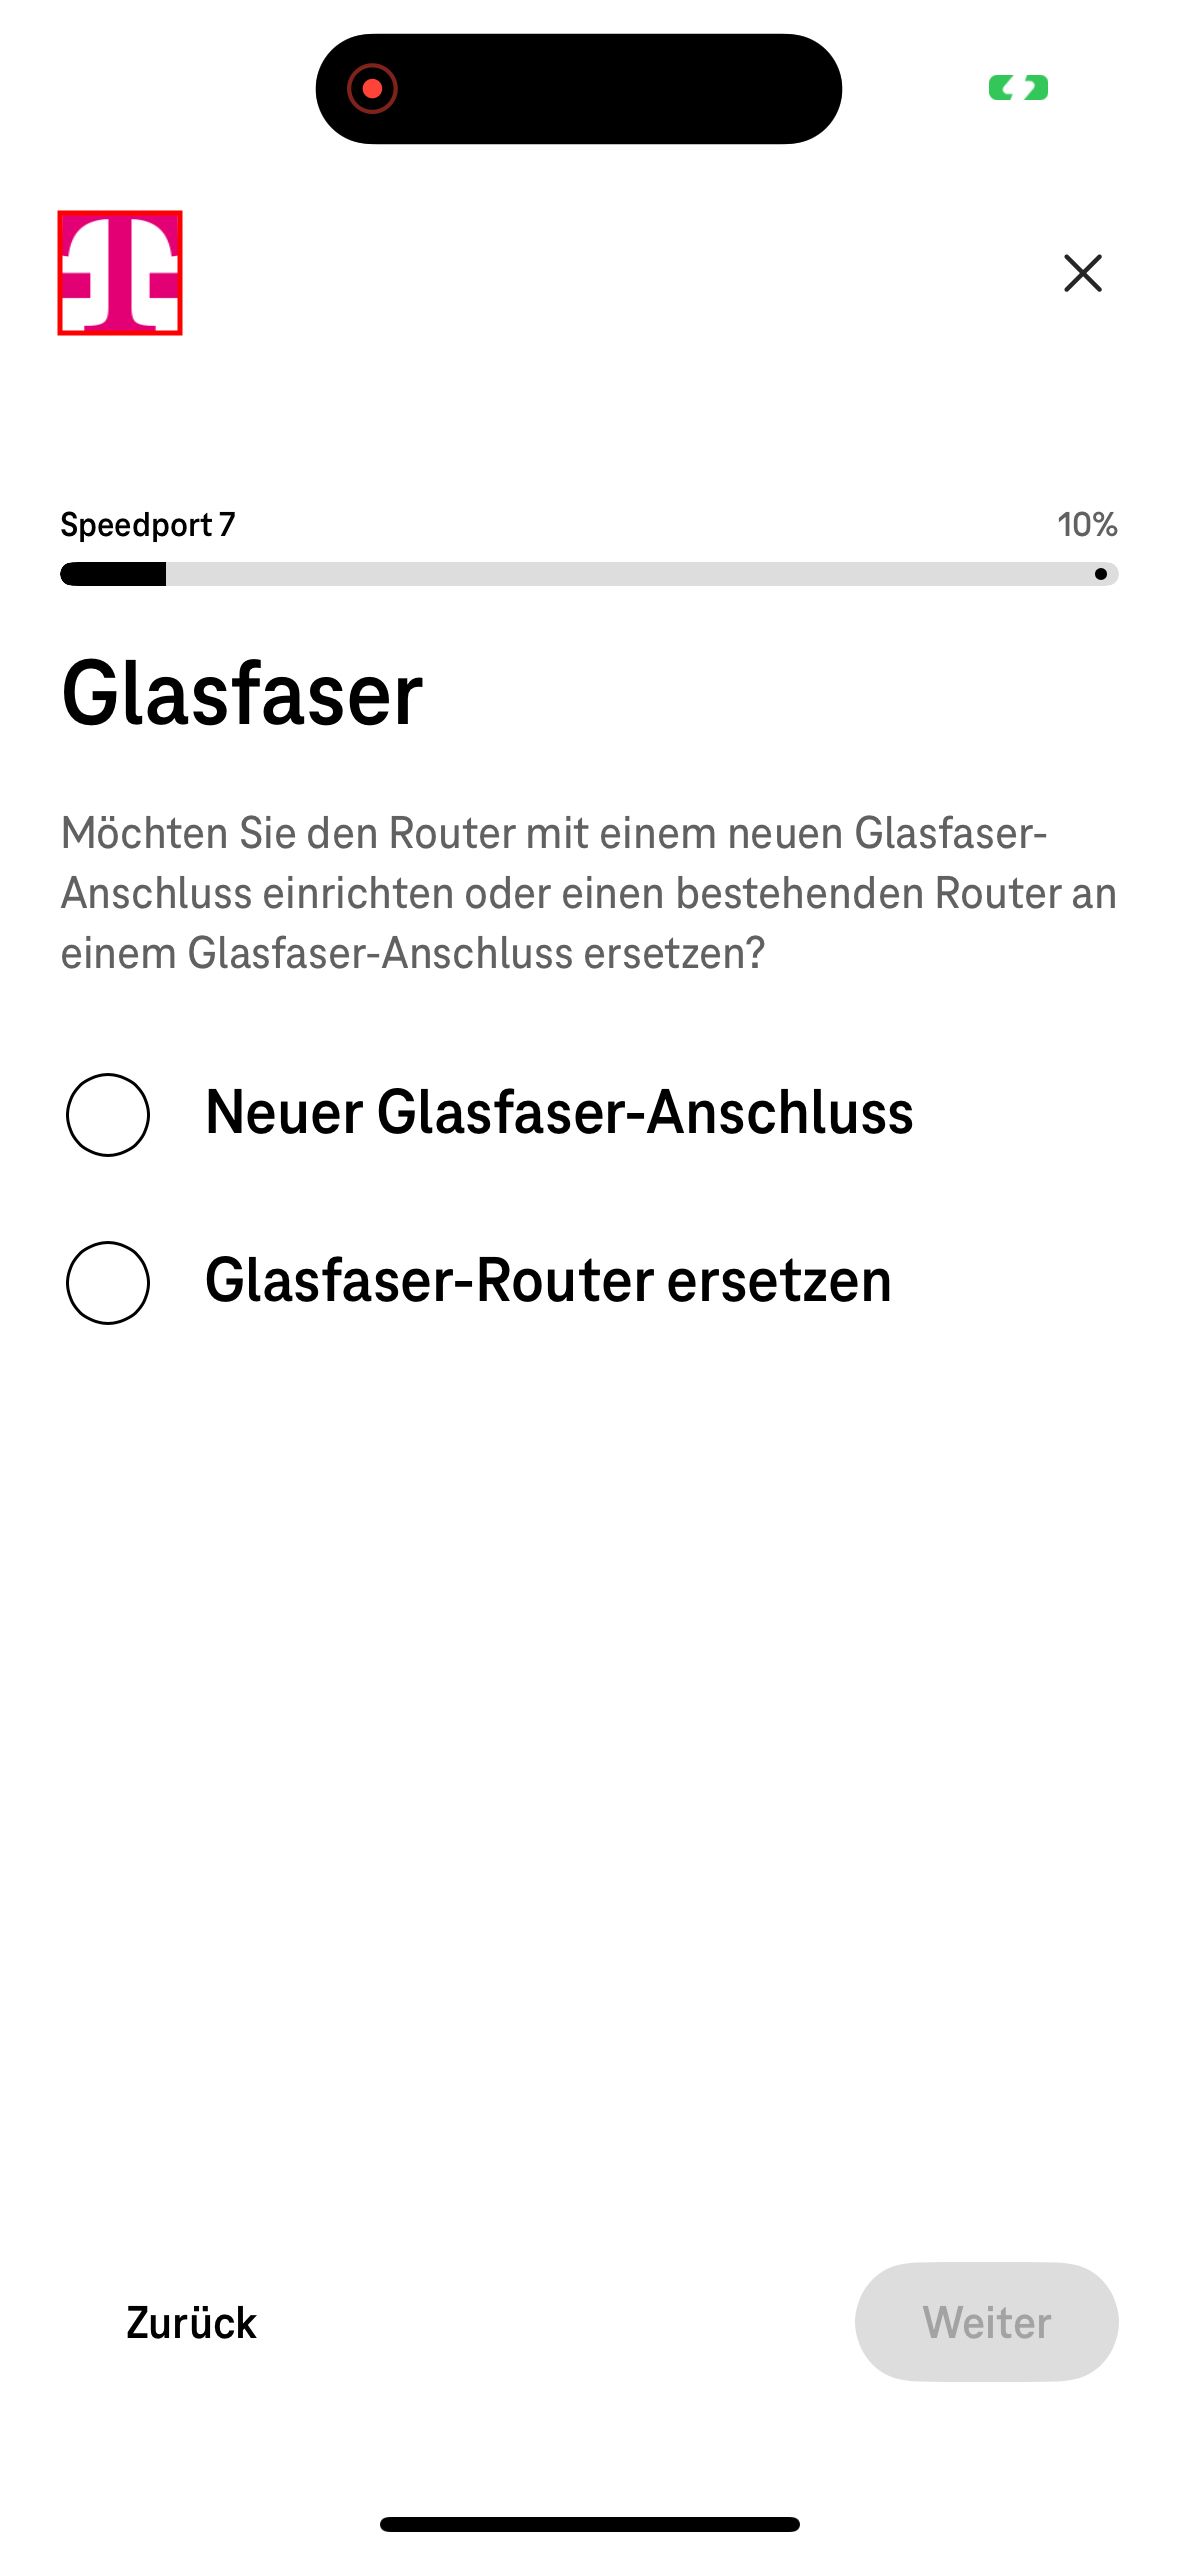 Speedport 7
10%
Glasfaser
Möchten Sie den Router mit einem neuen Glasfaser-
Anschluss einrichten oder einen bestehenden Router an
einem Glasfaser-Anschluss ersetzen?
Neuer Glasfaser-Anschluss
Glasfaser-Router ersetzen
Zurück
Weiter